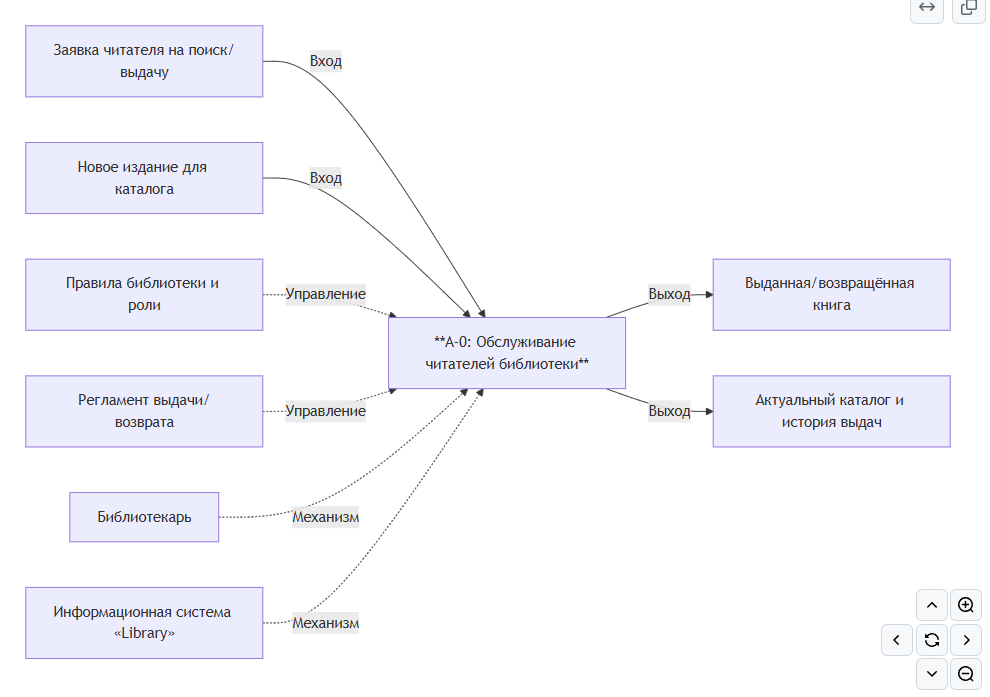 Заявка читателя на поиск/
выдачу
Вход
Новое издание для
каталога
Вход
Правила библиотеки и
роли
Управление
Регламент выдачи/
возврата
Управление
Библиотекарь
Механизм
Информационная система
«Library»
Механизм
**A-0: Обслуживание
читателей библиотеки**
Выход
Выданная/возвращённая
книга
Выход
Актуальный каталог и
история выдач